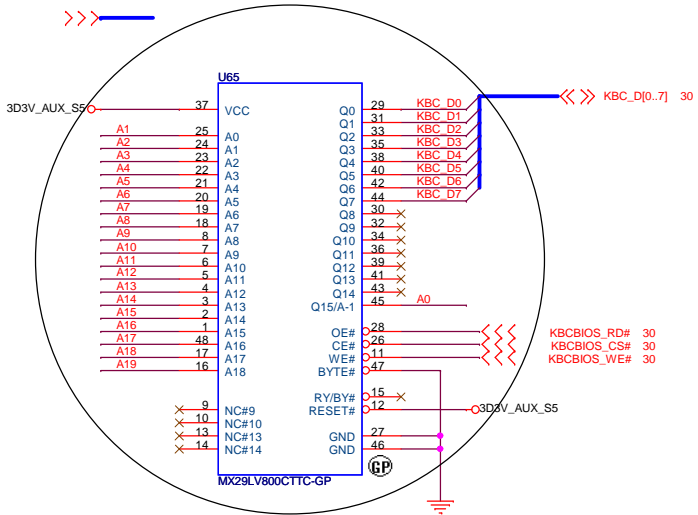 U65
3D3V_AUX_S5 37 VCC Q0 29 KBC_D0 KBC_D[0..7] 30
Q1 31 KBC_D1
A1 25 A0 Q2 33 KBC_D2
A2 24 A1 Q3 35 KBC_D3
A3 23 A2 Q4 38 KBC_D4
A4 22 A3 Q5 40 KBC_D5
A5 21 A4 Q6 42 KBC_D6
A6 20 A5 Q7 44 KBC_D7
A7 19 A6 Q8 30
A8 18 A7 Q9 32
A9 8 A8 Q10 34
A10 7 A9 Q11 36
A11 6 A10 Q12 39
A12 5 A11 Q13 41
A13 4 A12 Q14 43
A14 3 A13 Q15/A-1 45 A0
A15 2 A14
A16 1 A15 OE# 28 KBCBIOS_RD# 30
A17 48 A16 CE# 26 KBCBIOS_CS# 30
A18 17 A17 WE# 11 KBCBIOS_WE# 30
A19 16 A18 BYTE# 47
RY/BY# 15
9 NC#9 RESET# 12 3D3V_AUX_S5
10 NC#10
13 NC#13 GND 27
14 NC#14 GND 46
GP
MX29LV800CTTC-GP